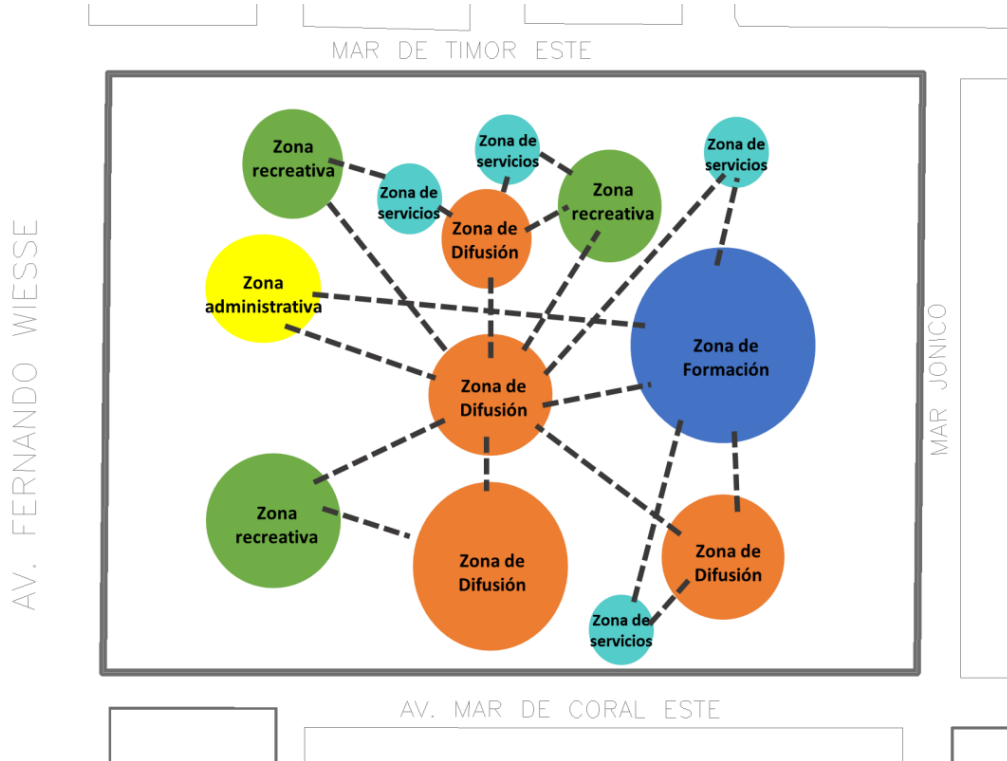 MAR DE TIMOR ESTE
Zona
recreativa
Zona de
servicios
Zona de
servicios
Zona de
servicios
Zona
recreativa
Zona de
Difusión
Zona
administrativa
Zona de
Formación
Zona de
Difusión
Zona
recreativa
Zona de
Difusión
Zona de
Difusión
Zona de
servicios
AV. FERNANDO WIESSE
MAR JONICO
AV. MAR DE CORAL ESTE